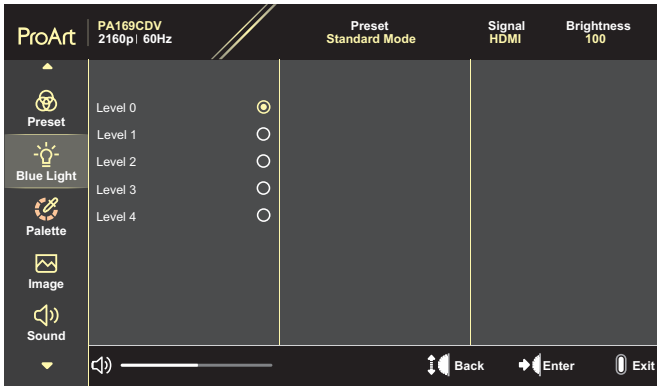 ProArt
PA169CDV
2160p| 60Hz
Preset
Standard Mode
Signal
HDMI
Brightness
100
Preset
Blue Light
Palette
Image
Sound
Level 0
Level 1
Level 2
Level 3
Level 4
Back
Enter
Exit